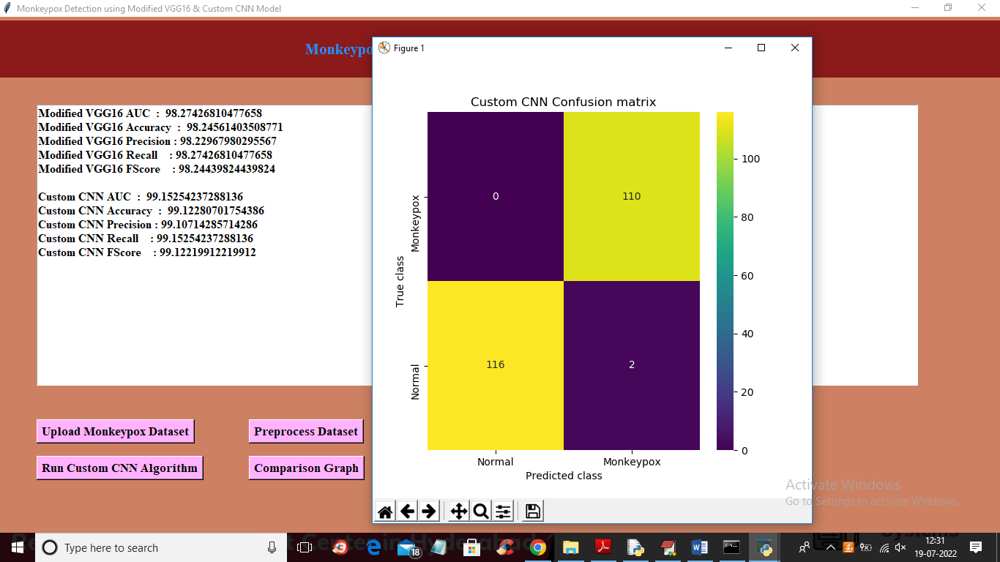 Monkeypox Detection using Modified VGG16 & Custom CNN Model
Monkeypo
Modified VGG16 AUC : 98.27426810477658
Modified VGG16 Accuracy : 98.24561403508771
Modified VGG16 Precision : 98.22967980295567
Modified VGG16 Recall : 98.27426810477658
Modified VGG16 FScore : 98.24439824439824
Custom CNN AUC : 99.15254237288136
Custom CNN Accuracy : 99.12280701754386
Custom CNN Precision : 99.10714285714286
Custom CNN Recall : 99.15254237288136
Custom CNN FScore : 99.12219912219912
Upload Monkeypox Dataset
Preprocess Dataset
Run Custom CNN Algorithm
Comparison Graph
Figure 1
Custom CNN Confusion matrix
True class
Monkeypox
Normal
0
110
116
2
Normal
Monkeypox
Predicted class
100
80
60
40
20
0
Activate Windows
Go to Settings to activate Windows.
Type here to search
18
12:31
19-07-2022